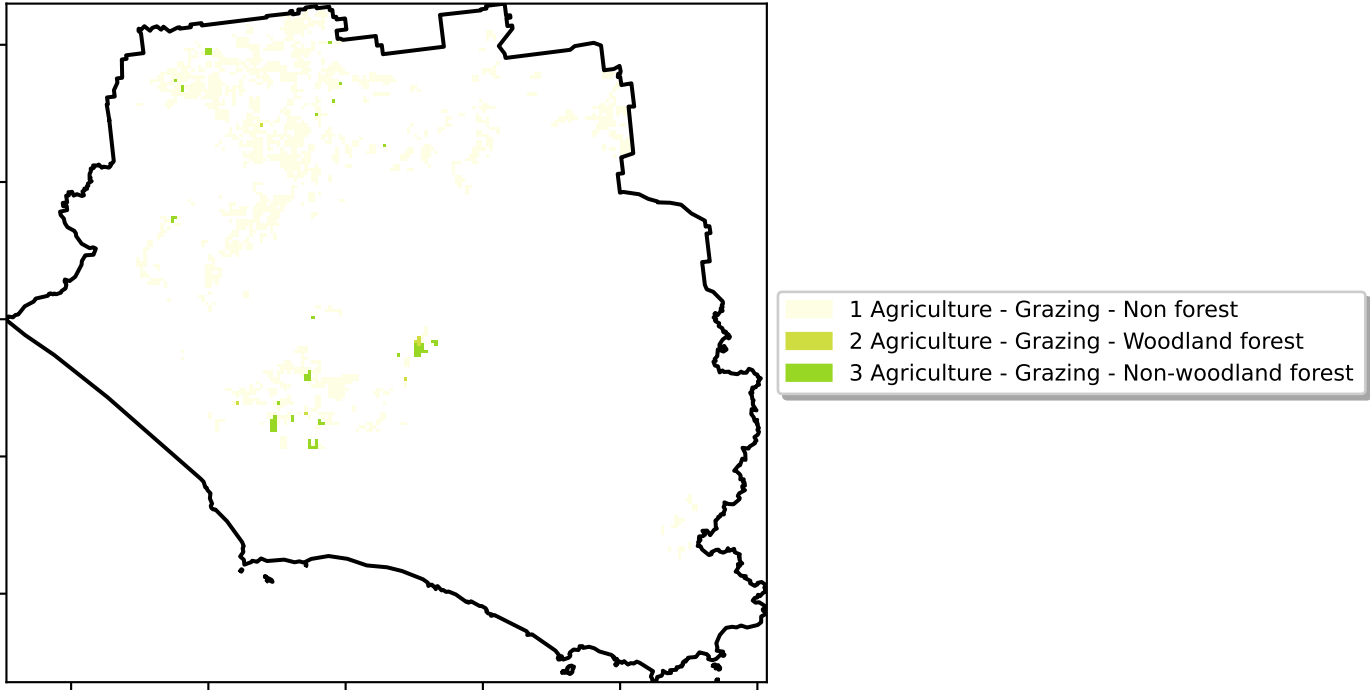 1 Agriculture - Grazing - Non forest
2 Agriculture - Grazing - Woodland forest
3 Agriculture - Grazing - Non-woodland forest